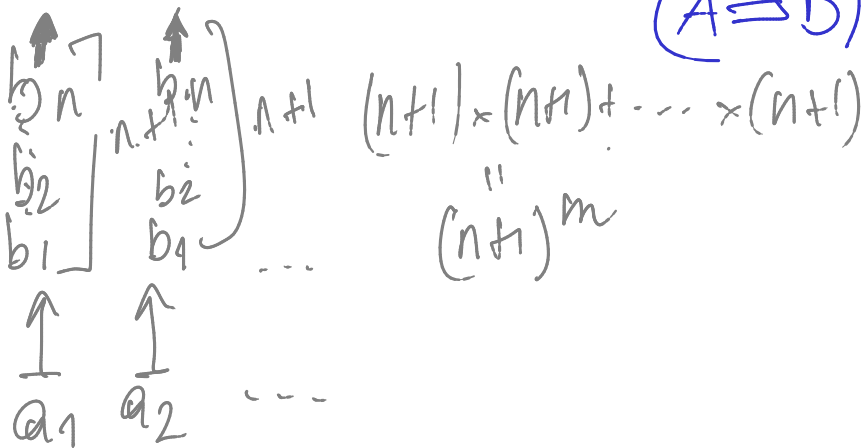 (A ⇒ B)
bn bn
n+1 n+1 (n+1) × (n+1) + ... × (n+1)
b2 b2 "
b1 b1 ... (n+1)^m
a1 a2 ...